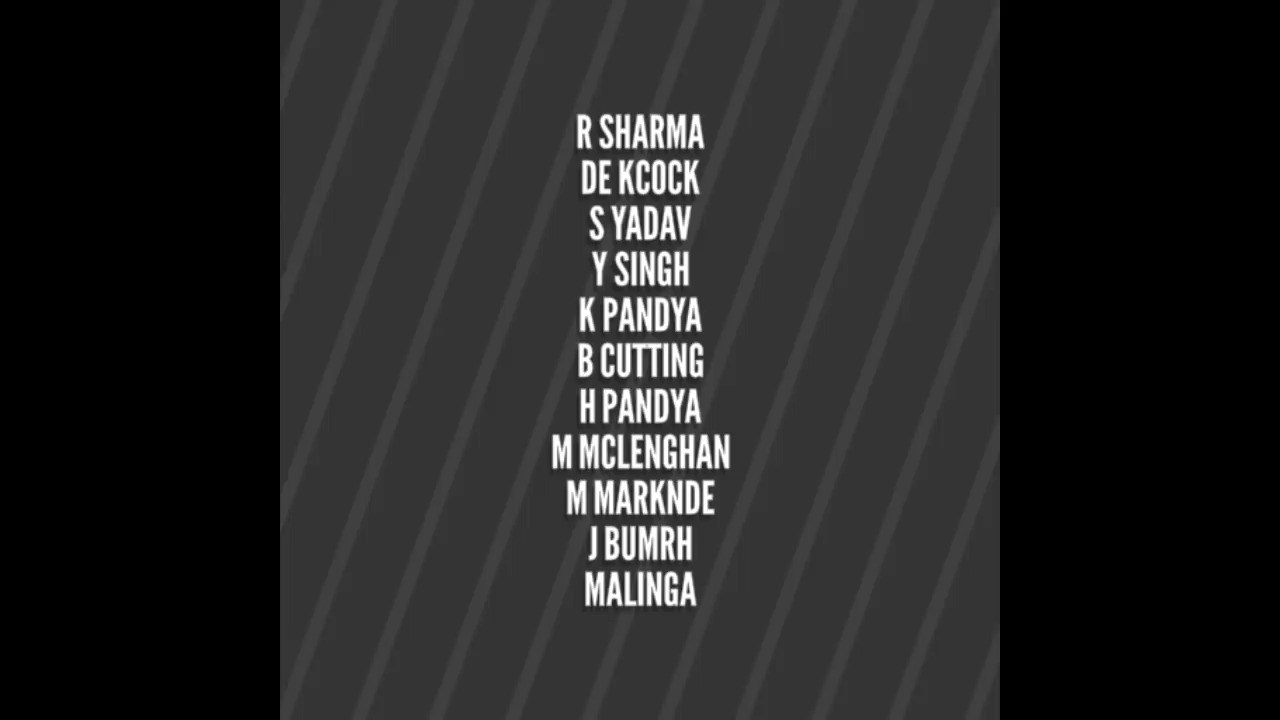 R SHARMA
DE KCOCK
S YADAV
Y SINGH
K PANDYA
B CUTTING
H PANDYA
M MCLENGHAN
M MARKNDE
J BUMRH
MALINGA